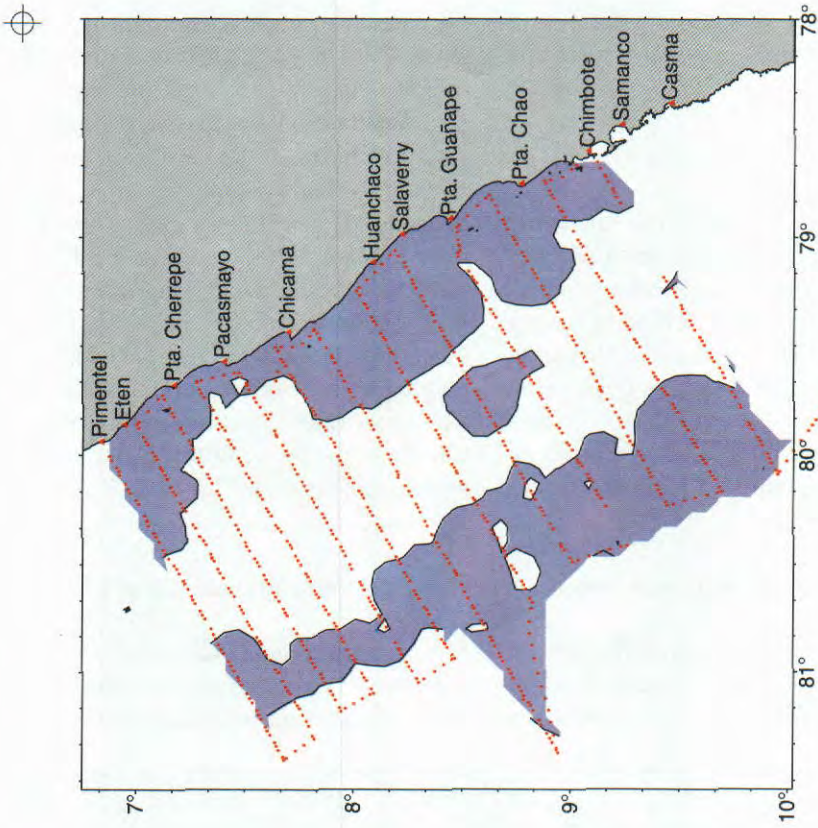 Pimentel
Eten
Pta. Cherrepe
Pacasmayo
Chicama
Huanchaco
Salaverry
Pta. Guañape
Pta. Chao
Chimbote
Samanco
Casma
78°
79°
80°
81°
7°
8°
9°
10°